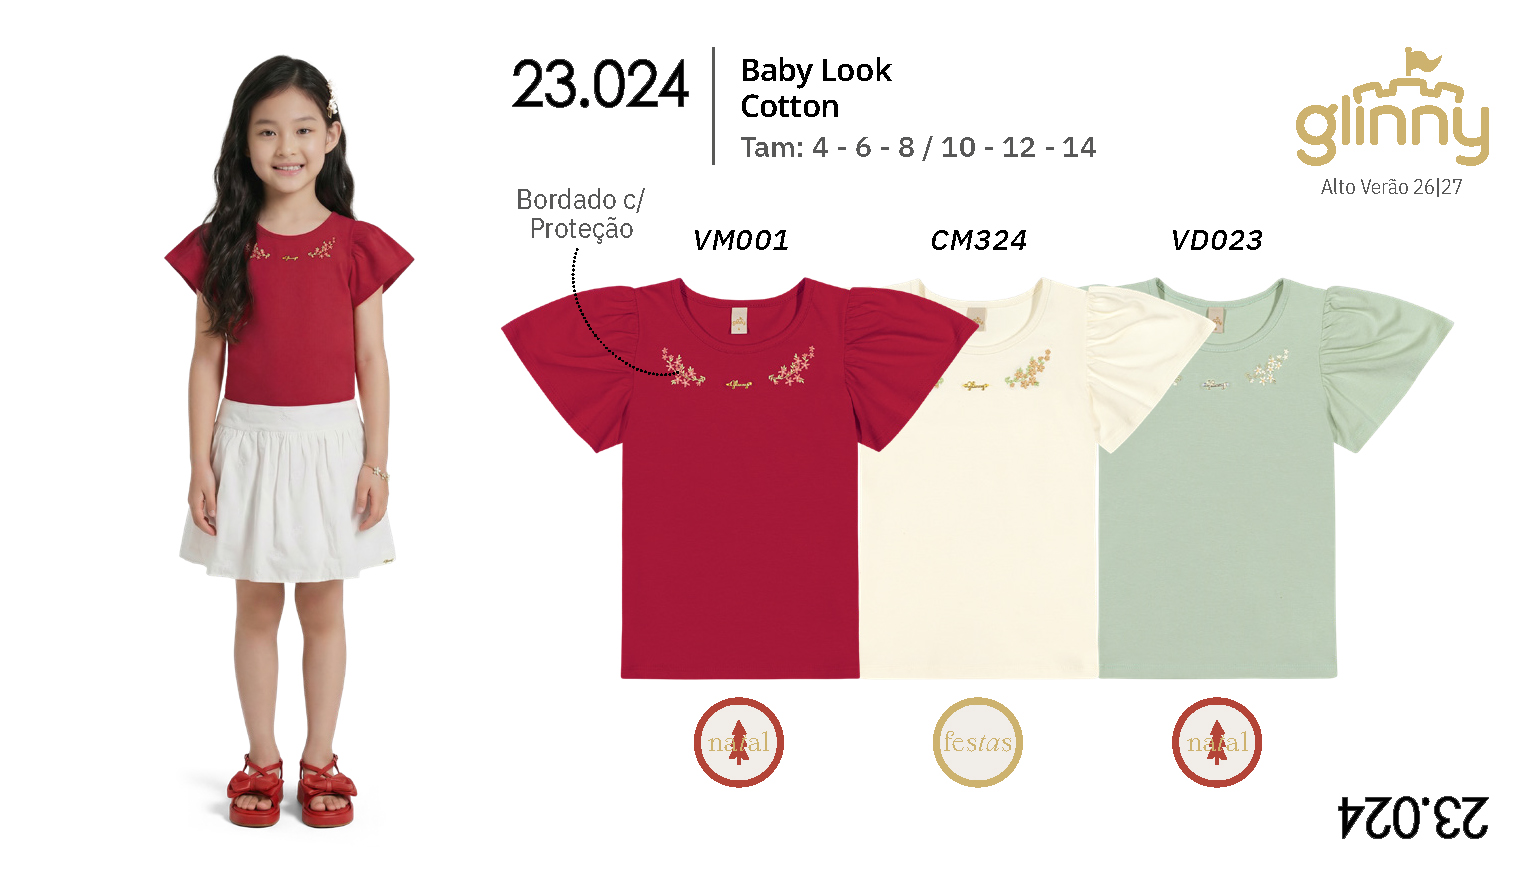 23.024
Baby Look
Cotton
Tam: 4 - 6 - 8 / 10 - 12 - 14
glinny
Alto Verão 26|27
Bordado c/
Proteção
VM001
CM324
VD023
natal
festas
natal
23.024